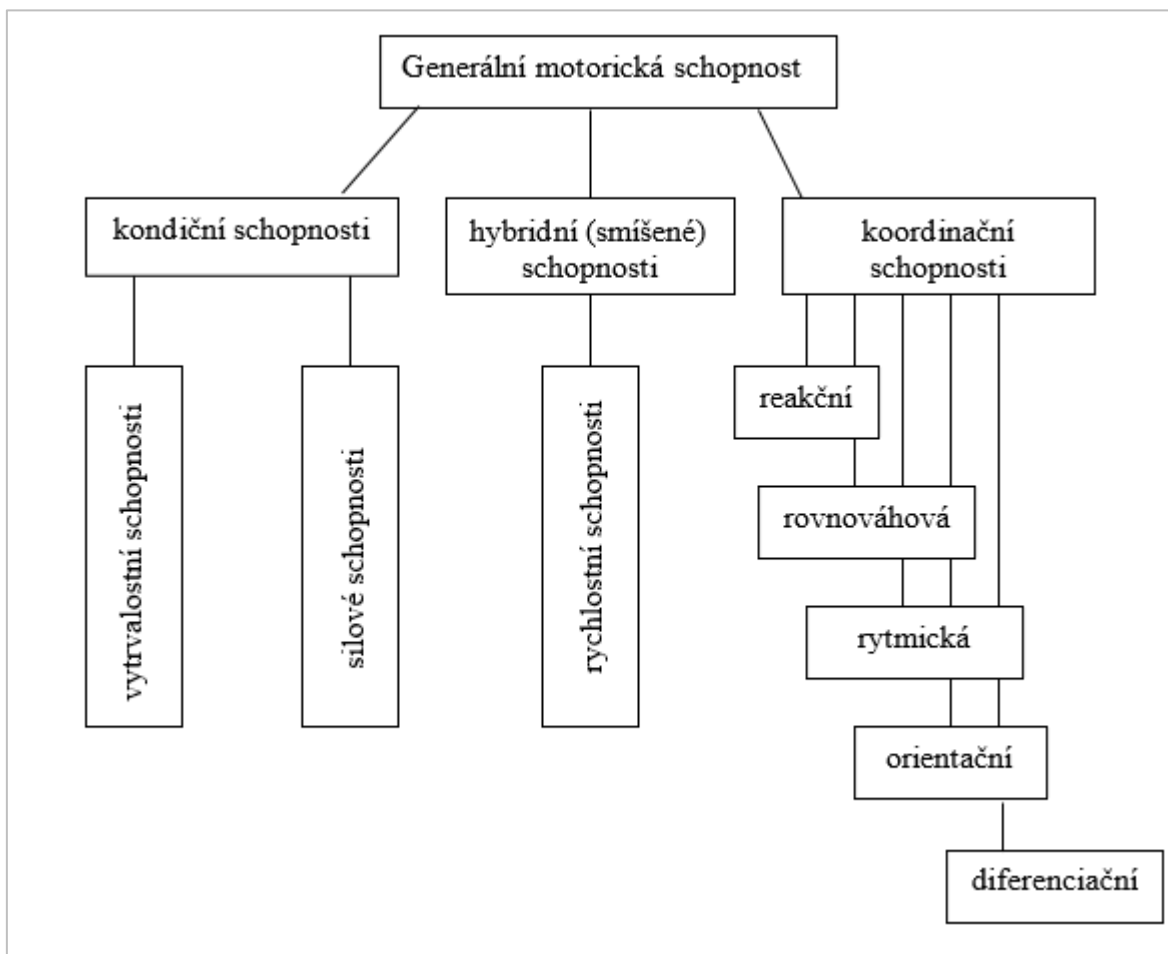 Generální motorická schopnost
kondiční schopnosti
hybridní (smíšené)
schopnosti
koordinační
schopnosti
vytrvalostní schopnosti
silové schopnosti
rychlostní schopnosti
reakční
rovnováhová
rytmická
orientační
diferenciační